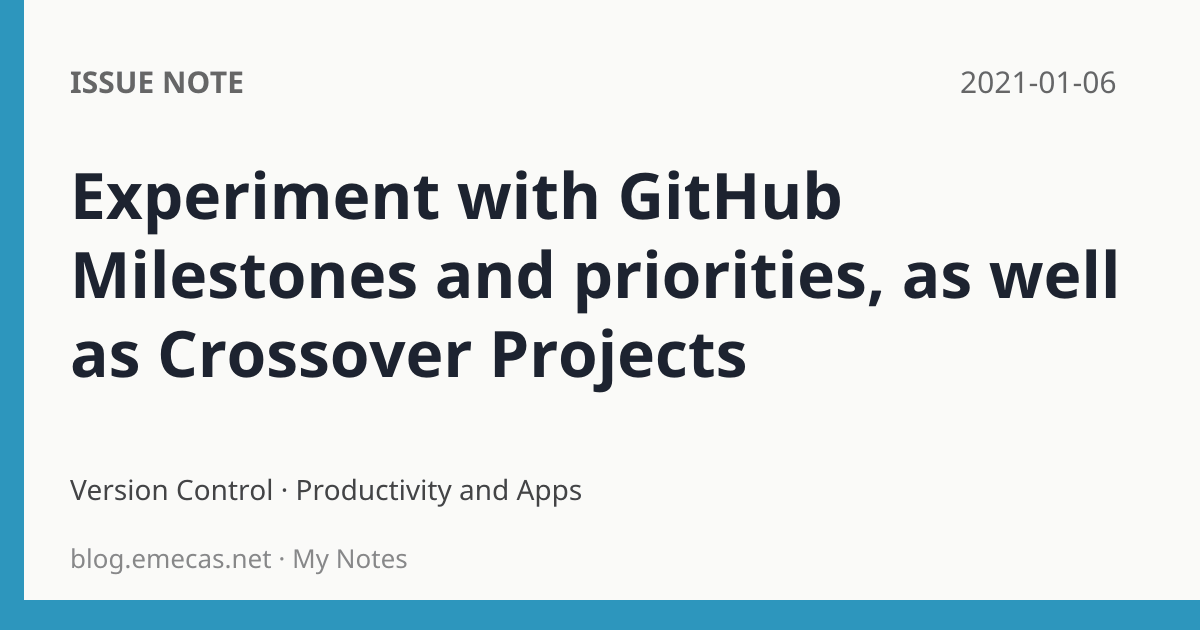 ISSUE NOTE
2021-01-06
Experiment with GitHub
Milestones and priorities, as well
as Crossover Projects
Version Control · Productivity and Apps
blog.emecas.net · My Notes